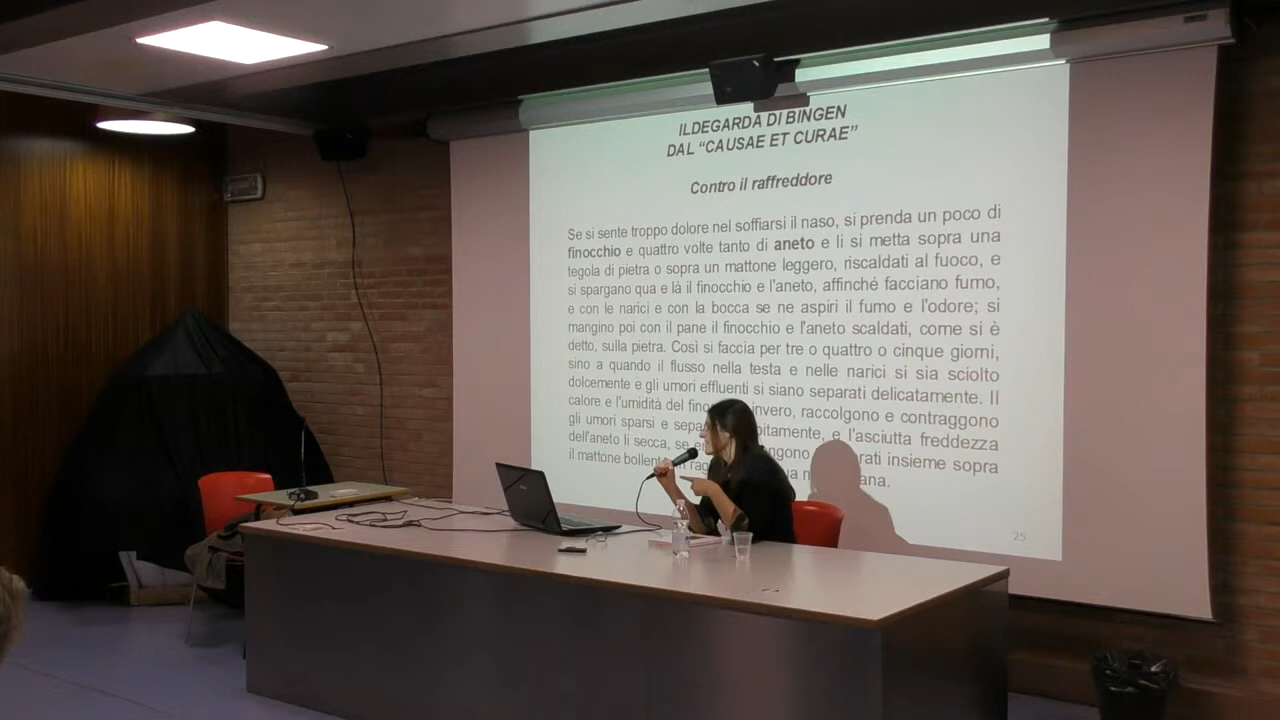 ILDEGARDA DI BINGEN
DAL “CAUSAE ET CURAE”
Contro il raffreddore
Se si sente troppo dolore nel soffiarsi il naso, si prenda un poco di
finocchio e quattro volte tanto di aneto e li si metta sopra una
tegola di pietra o sopra un mattone leggero, riscaldati al fuoco, e
si spargano qua e là il finocchio e l'aneto, affinché facciano fumo,
e con le narici e con la bocca se ne aspiri il fumo e l'odore; si
mangino poi con il pane il finocchio e l'aneto scaldati, come si è
detto, sulla pietra. Così si faccia per tre o quattro o cinque giorni,
sino a quando il flusso nella testa e nelle narici si sia sciolto
dolcemente e gli umori effluenti si siano separati delicatamente. Il
calore e l'umidità del invero, raccolgono e contraggono
gli umori sparsi e e l'asciutta freddezza
dell'aneto li secca, se insieme sopra
il mattone
25